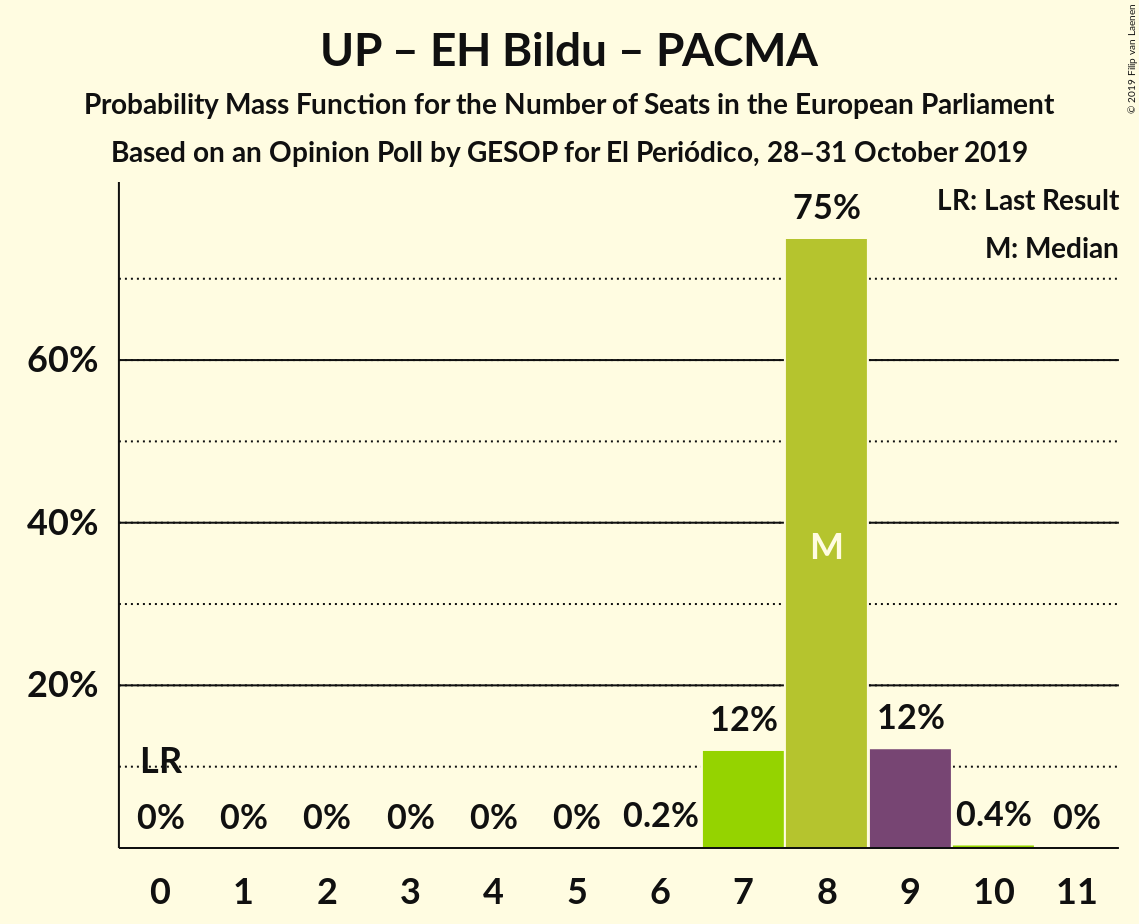 UP – EH Bildu – PACMA
Probability Mass Function for the Number of Seats in the European Parliament
Based on an Opinion Poll by GESOP for El Periódico, 28–31 October 2019
© 2019 Filip van Laenen
LR: Last Result
M: Median
75%
60%
40%
M
20%
12%
12%
LR
0%
0%
0%
0%
0%
0%
0.2%
0.4%
0%
0 1 2 3 4 5 6 7 8 9 10 11